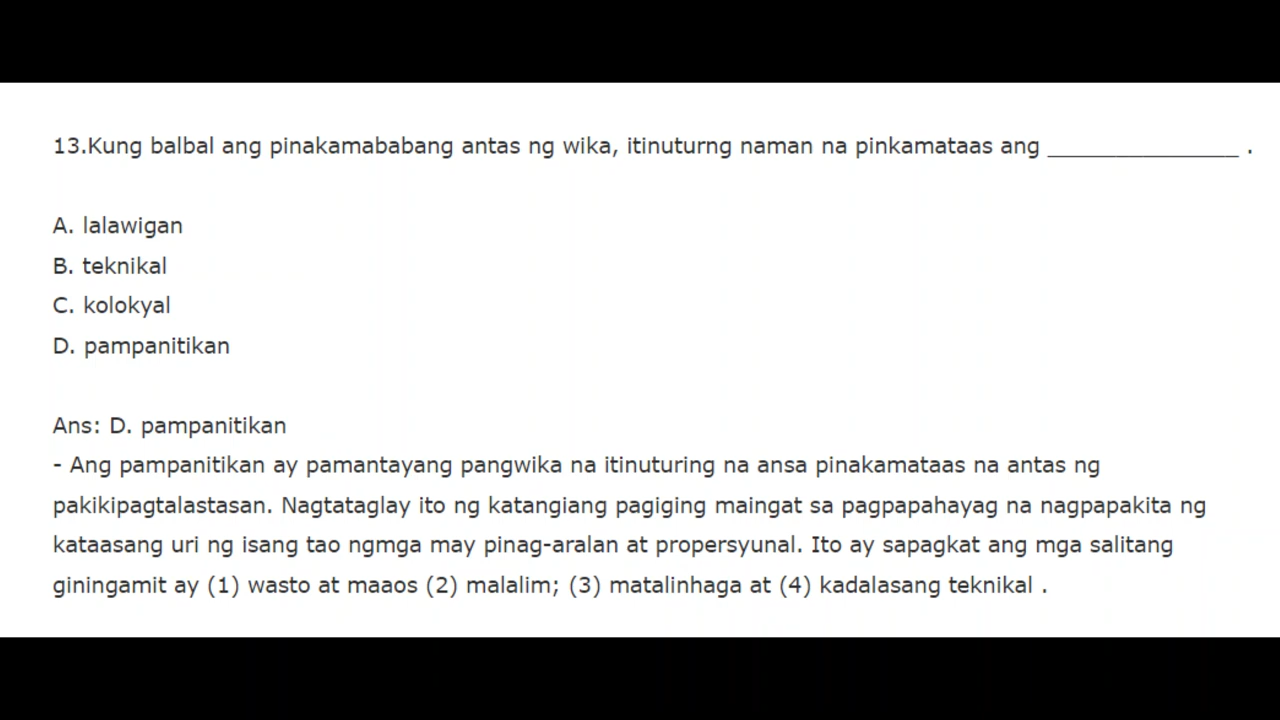 13.Kung balbal ang pinakamababang antas ng wika, itinuturng naman na pinkamataas ang _________________ .
A. lalawigan
B. teknikal
C. kolokyal
D. pampanitikan
Ans: D. pampanitikan
- Ang pampanitikan ay pamantayang pangwika na itinuturing na ansa pinakamataas na antas ng
pakikipagtalastasan. Nagtataglay ito ng katangiang pagiging maingat sa pagpapahayag na nagpapakita ng
kataasang uri ng isang tao ngmga may pinag-aralan at propersyunal. Ito ay sapagkat ang mga salitang
giningamit ay (1) wasto at maaos (2) malalim; (3) matalinhaga at (4) kadalasang teknikal .